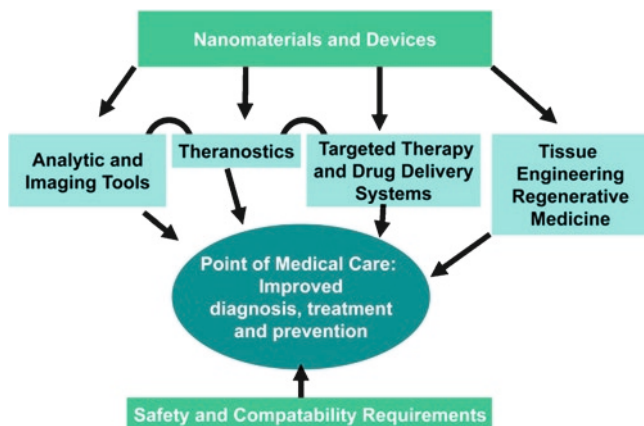 Nanomaterials and Devices
Analytic and
Imaging Tools
Theranostics
Targeted Therapy
and Drug Delivery
Systems
Tissue
Engineering
Regenerative
Medicine
Point of Medical Care:
Improved
diagnosis, treatment
and prevention
Safety and Compatability Requirements